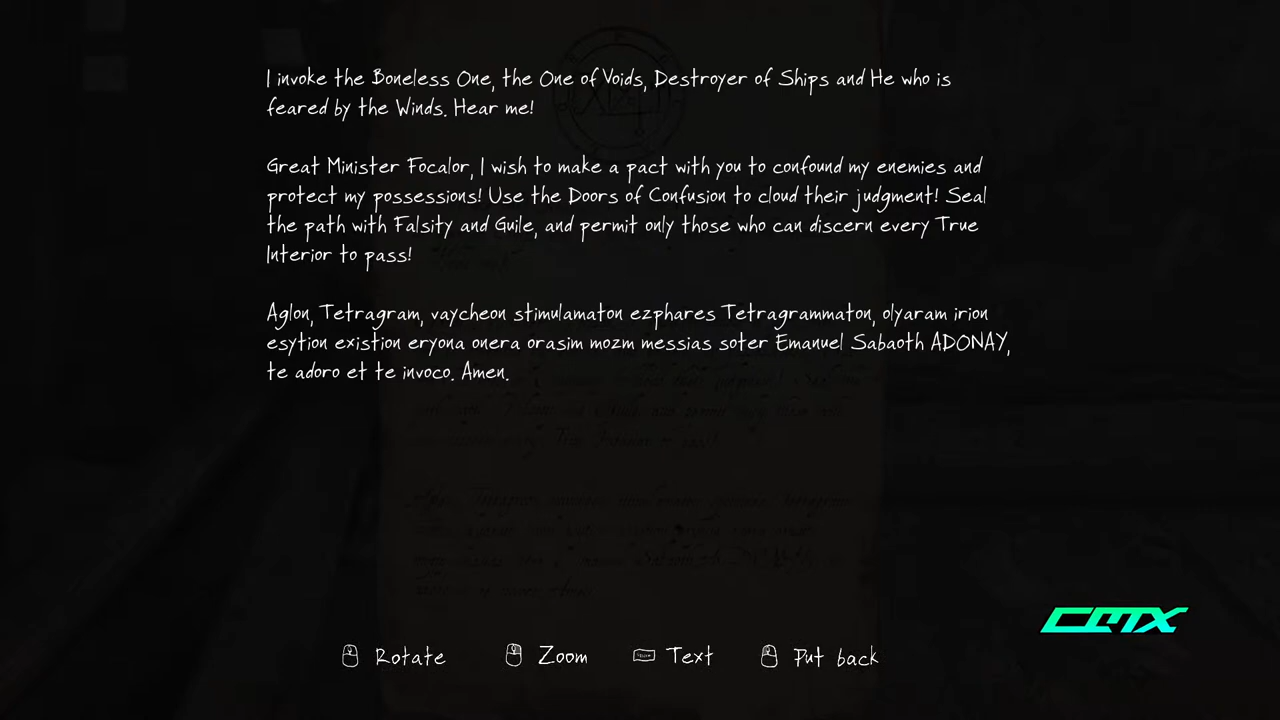 I invoke the Boneless One, the One of Voids, Destroyer of Ships and He who is
feared by the Winds. Hear me!
Great Minister Focalor, I wish to make a pact with you to confound my enemies and
protect my possessions! Use the Doors of Confusion to cloud their judgment! Seal
the path with Falsity and Guile, and permit only those who can discern every True
Interior to pass!
Aglon, Tetragram, vaycheon stimulamaton ezphares Tetragrammaton, olyaram irion
esytion existion eryona onera orasim mozm messias soter Emanuel Sabaoth ADONAY,
te adoro et te invoco. Amen.
CMX
Rotate Zoom Text Put back